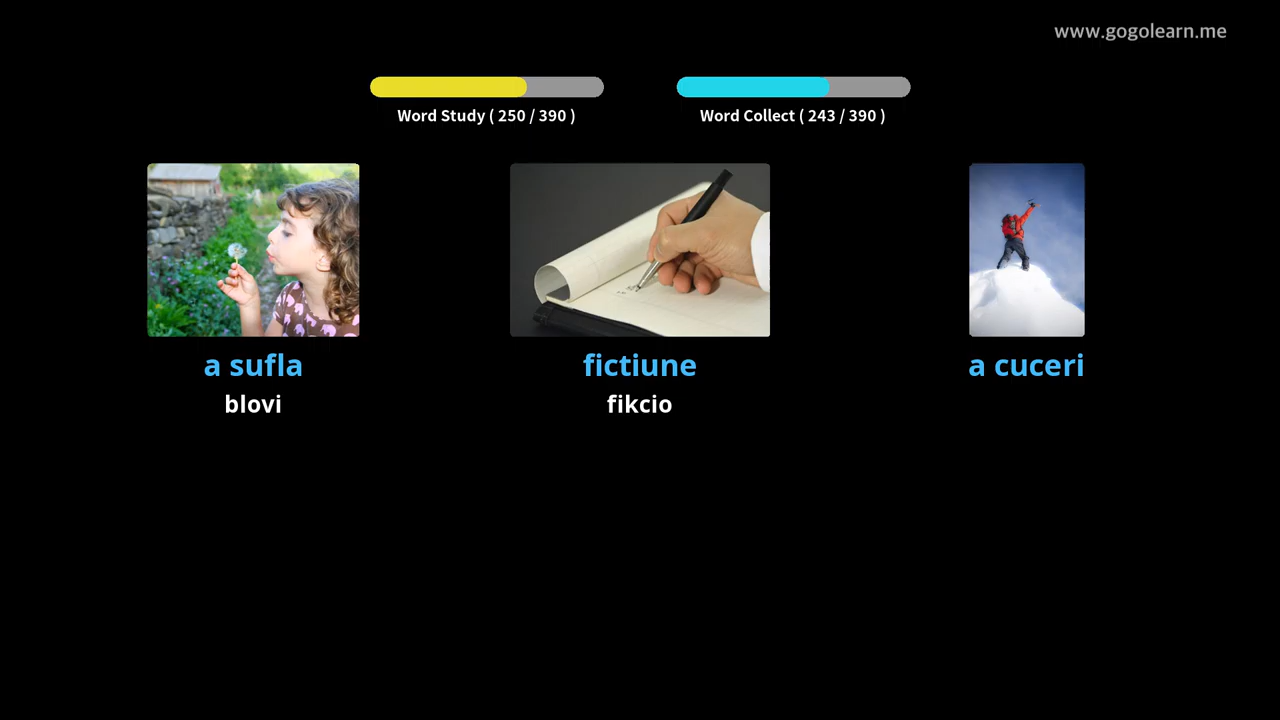 www.gogolearn.me
Word Study ( 250 / 390 )
Word Collect ( 243 / 390 )
a sufla
blovi
fictiune
fikcio
a cuceri